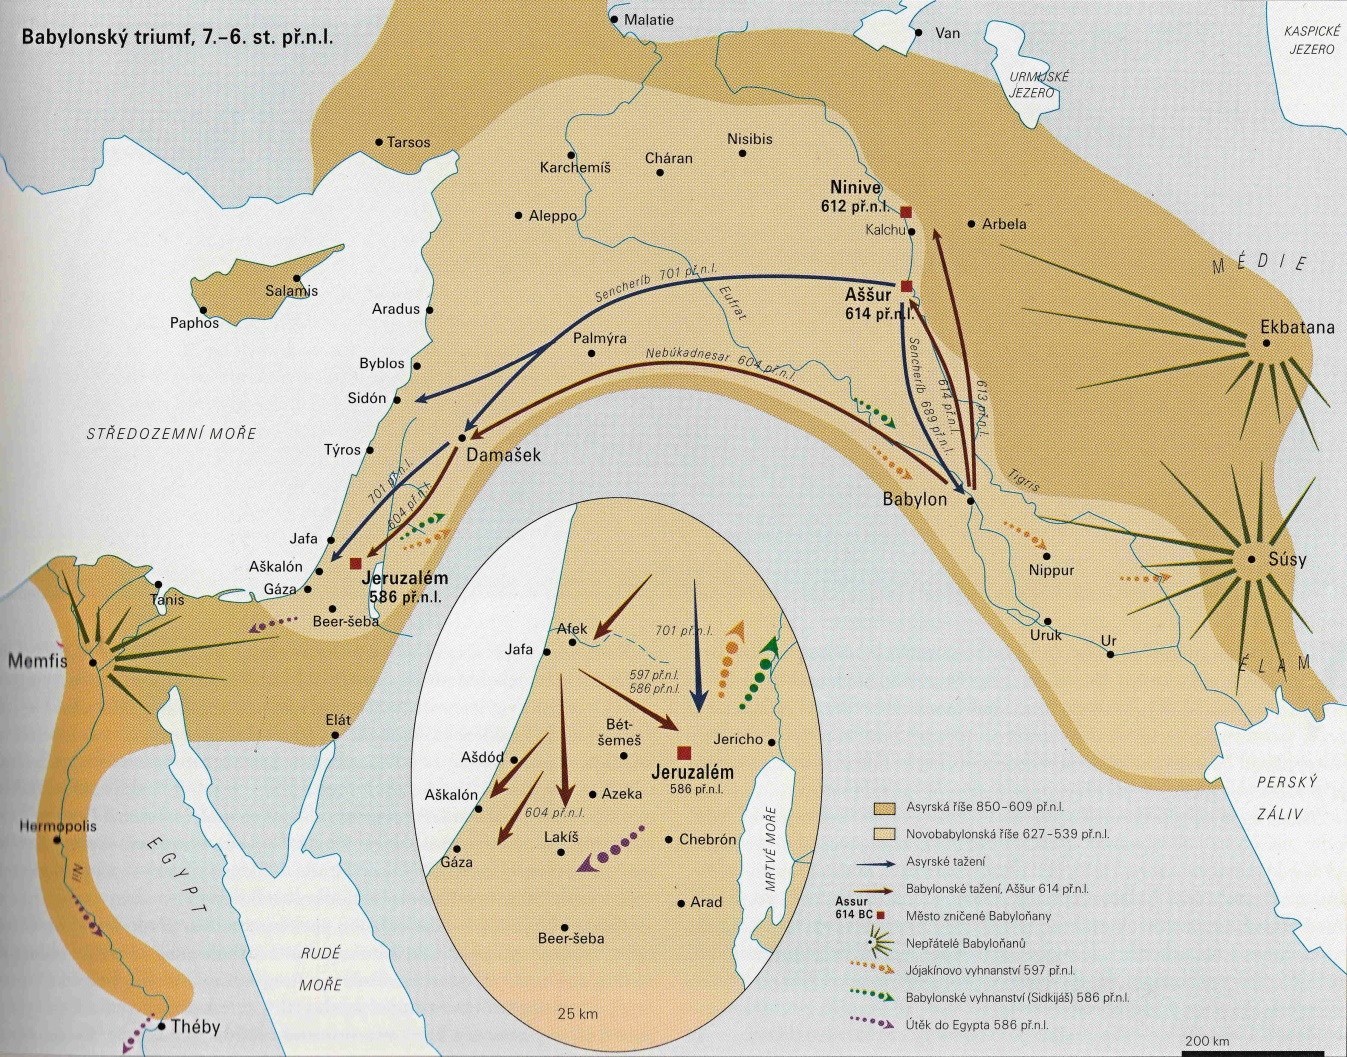 Babylonský triumf, 7.–6. st. př.n.l.
Malatie
Van
KASPICKÉ
JEZERO
URMIJSKÉ
JEZERO
Tarsos
Karchemíš
Cháran
Nisibis
Aleppo
Ninive
612 př.n.l.
Kalchu
Arbela
MÉDIE
Salamis
Paphos
Aradus
Sencheríb 701 př.n.l.
Eufrat
Aššur
614 př.n.l.
Ekbatana
Byblos
Palmýra
Nebúkadnesar 604 př.n.l.
Sencheríb 689 př.n.l.
614 př.n.l.
613 př.n.l.
Sidón
STŘEDOZEMNÍ MOŘE
Týros
Damašek
701 př.n.l.
604 př.n.l.
Babylon
Tigris
Jafa
Aškalón
Gáza
Jeruzalém
586 př.n.l.
Beer-šeba
Tanis
Nippur
Súsy
Uruk
Ur
ÉLAM
Memfis
Elát
Hermopolis
Nil
EGYPT
RUDÉ
MOŘE
Théby
PERSKÝ
ZÁLIV
Afek
Jafa
701 př.n.l.
597 př.n.l.
586 př.n.l.
Bét-
šemeš
Jericho
Ašdód
Jeruzalém
586 př.n.l.
Aškalón
Azeka
604 př.n.l.
Lakíš
Chebrón
Gáza
MRTVÉ MOŘE
Arad
Beer-šeba
25 km
Asyrská říše 850–609 př.n.l.
Novobabylonská říše 627–539 př.n.l.
Asyrské tažení
Babylonské tažení, Aššur 614 př.n.l.
Assur
614 BC
Město zničené Babyloňany
Nepřátelé Babyloňanů
Jójakínovo vyhnanství 597 př.n.l.
Babylonské vyhnanství (Sidkijáš) 586 př.n.l.
Útěk do Egypta 586 př.n.l.
200 km